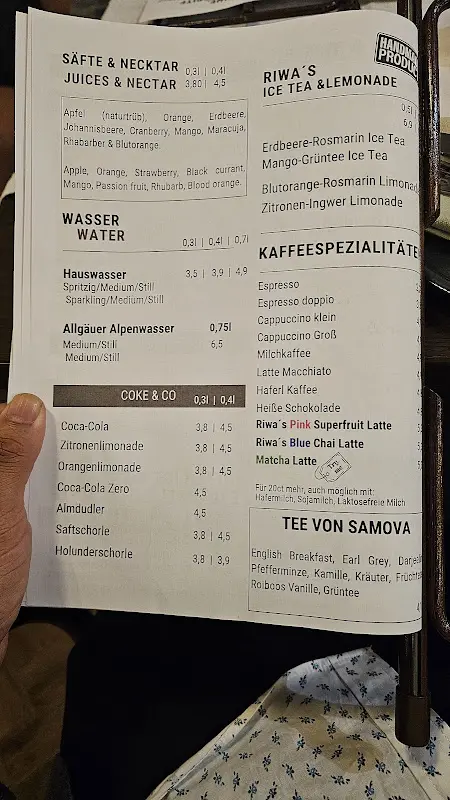 SÄFTE & NECKTAR 0,3l | 0,4l
JUICES & NECTAR 3,80 | 4,5
Apfel (naturtrüb), Orange, Erdbeere,
Johannisbeere, Cranberry, Mango, Maracuja,
Rhabarber & Blutorange.
Apple, Orange, Strawberry, Black currant,
Mango, Passion fruit, Rhubarb, Blood orange.
WASSER
WATER
0,3l | 0,4l | 0,7l
Hauswasser 3,5 | 3,9 | 4,9
Spritzig/Medium/Still
Sparkling/Medium/Still
Allgäuer Alpenwasser 0,75l
Medium/Still 6,5
Medium/Still
COKE & CO 0,3l | 0,4l
Coca-Cola 3,8 | 4,5
Zitronenlimonade 3,8 | 4,5
Orangenlimonade 3,8 | 4,5
Coca-Cola Zero 4,5
Almdudler 4,5
Saftschorle 3,8 | 4,5
Holunderschorle 3,8 | 3,9
HANDMADE
RIWA´S
ICE TEA &LEMONADE
6,9
Erdbeere-Rosmarin Ice Tea
Mango-Grüntee Ice Tea
Blutorange-Rosmarin Limonad
Zitronen-Ingwer Limonade
KAFFEESPEZIALITÄTE
Espresso
Espresso doppio
Cappuccino klein
Cappuccino Groß
Milchkaffee
Latte Macchiato
Haferl Kaffee
Heiße Schokolade
Riwa´s Pink Superfruit Latte
Riwa´s Blue Chai Latte
Matcha Latte
Für 20ct mehr, auch möglich mit:
Hafermilch, Sojamilch, Laktosefreie Milch
TEE VON SAMOVA
English Breakfast, Earl Grey, Darjee
Pfefferminze, Kamille, Kräuter, Früchte
Roiboos Vanille, Grüntee